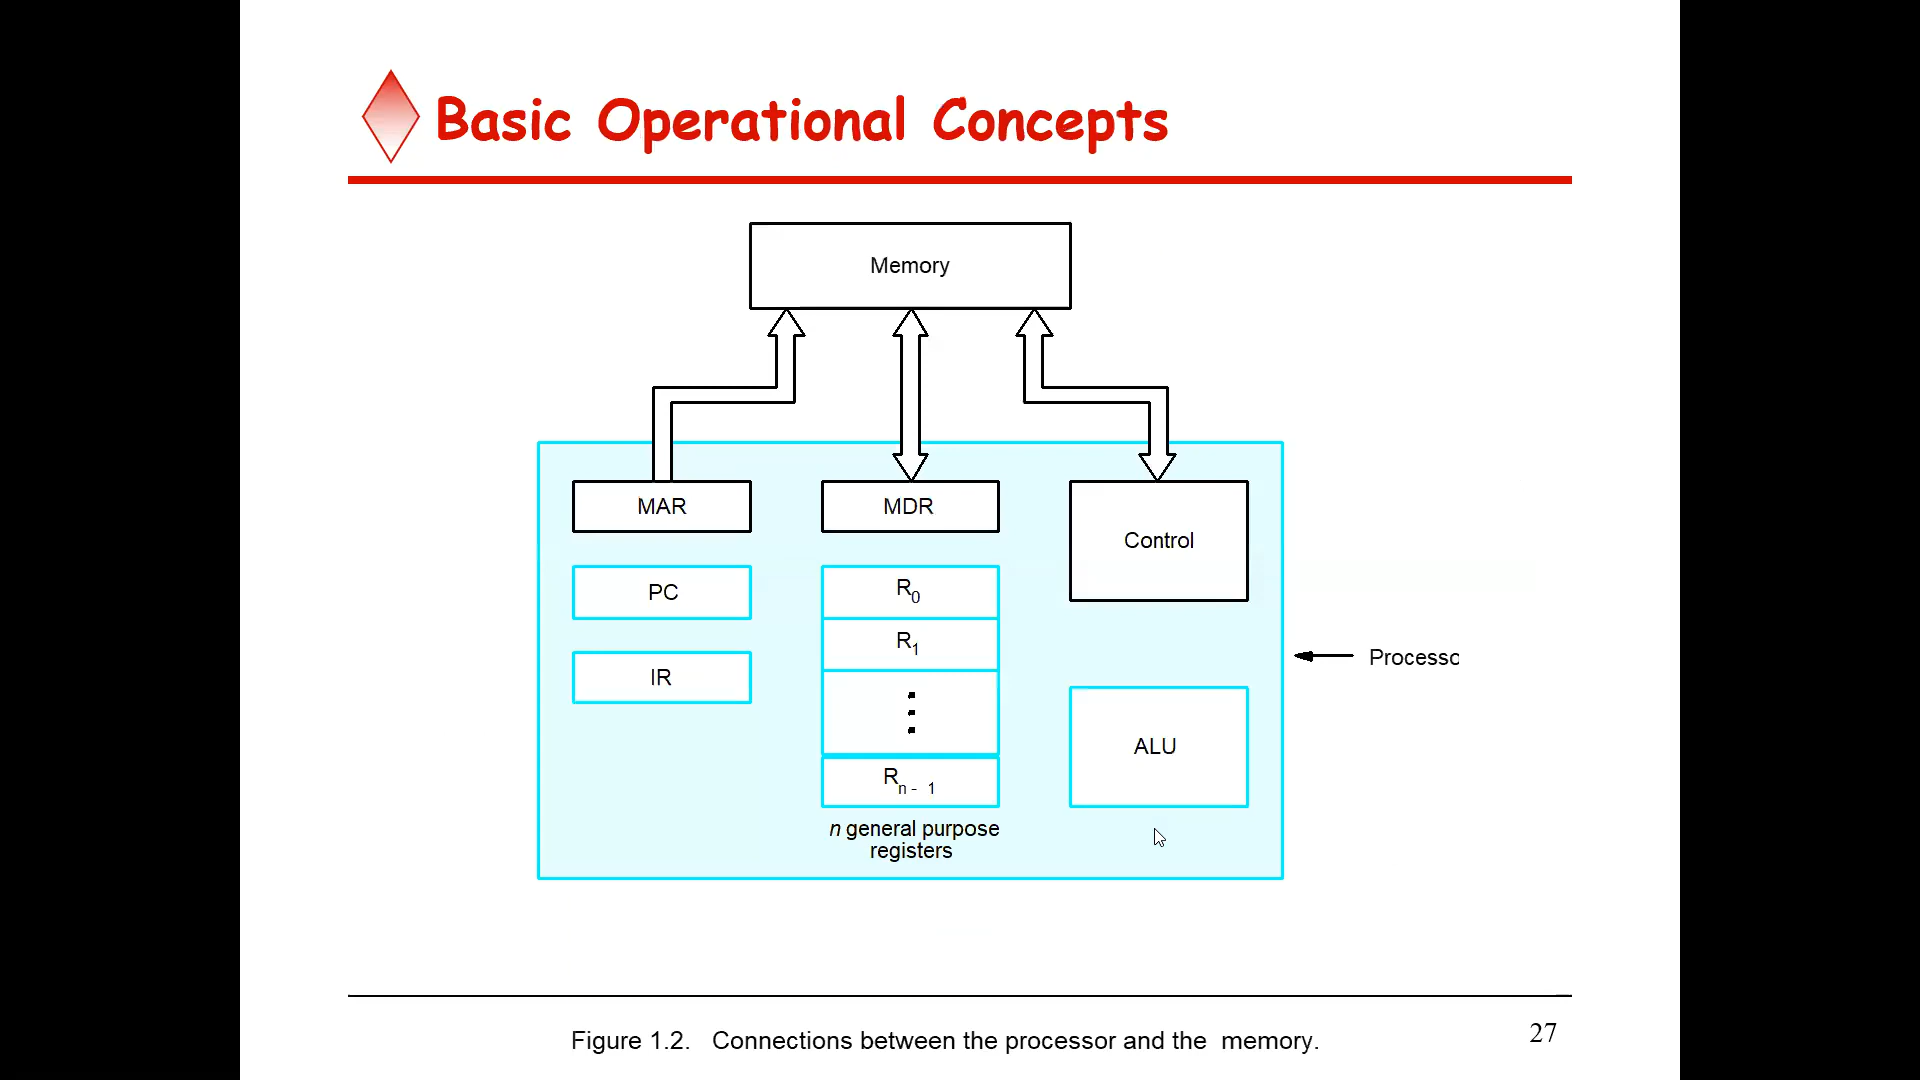 Basic Operational Concepts
Memory
MAR
MDR
Control
PC
R0
R1
IR
Processo
ALU
Rn - 1
n general purpose
registers
Figure 1.2. Connections between the processor and the memory.
27